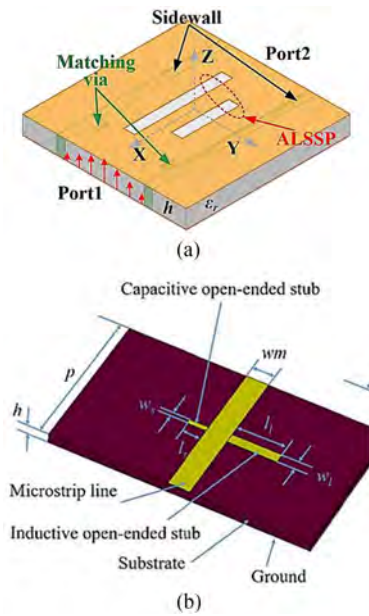 Sidewall
Port2
Z
Matching
via
X
Y
ALSSP
Port1
h
εr
(a)
Capacitive open-ended stub
wm
p
h
ws
ls
ll
wl
Microstrip line
Inductive open-ended stub
Substrate
Ground
(b)